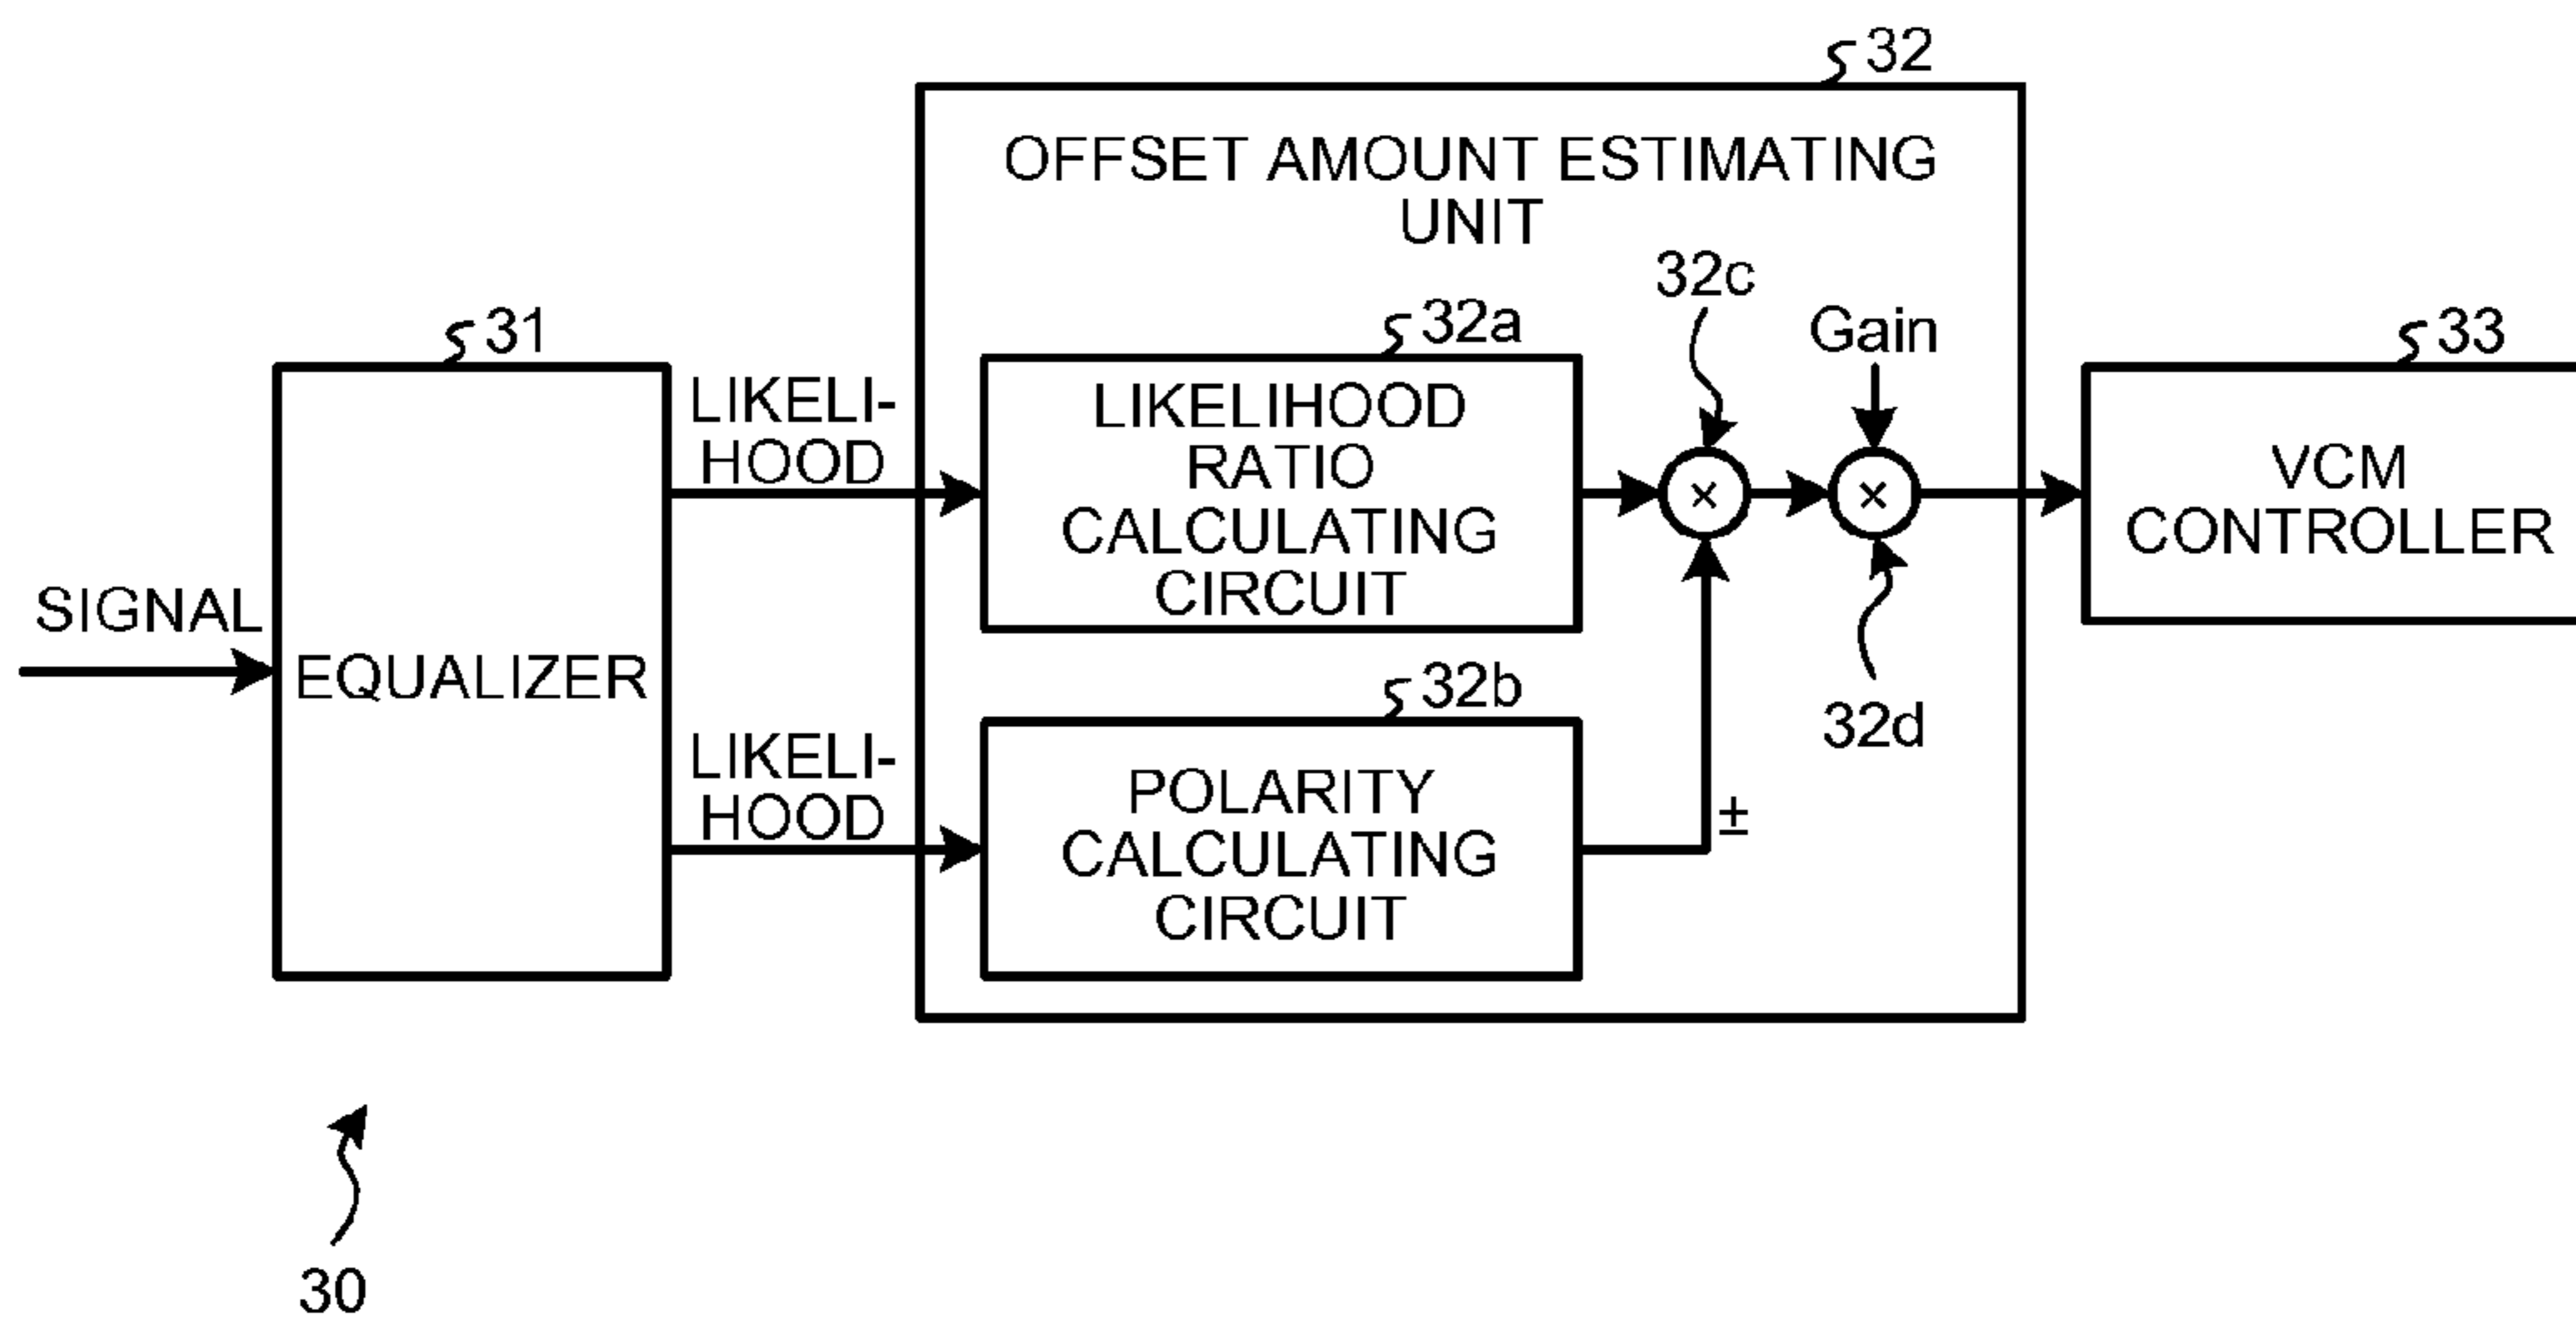 32
OFFSET AMOUNT ESTIMATING
UNIT
32c
Gain
31
32a
33
LIKELI-
HOOD
LIKELIHOOD
RATIO
CALCULATING
CIRCUIT
×
×
VCM
CONTROLLER
SIGNAL
EQUALIZER
32b
32d
LIKELI-
HOOD
POLARITY
CALCULATING
CIRCUIT
±
30